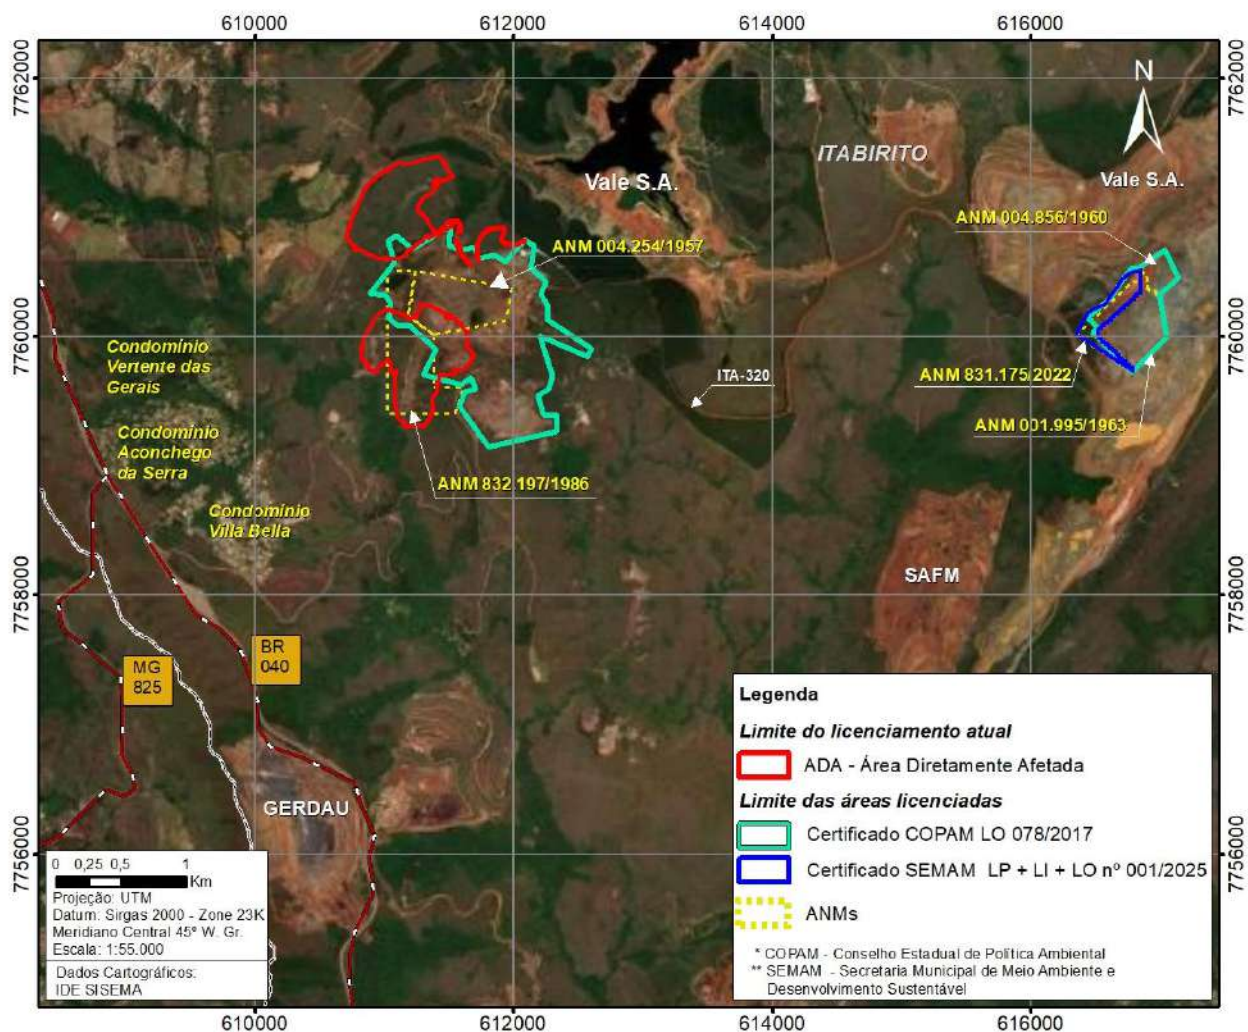 610000
612000
614000
616000
7762000
7762000
N
ITABIRITO
Vale S.A.
Vale S.A.
ANM 004.856/1960
ANM 004.254/1957
7760000
7760000
Condomínio
Vertente das
Gerais
ITA-320
ANM 831.175/2022
ANM 001.995/1963
Condomínio
Aconchego
da Serra
ANM 832.197/1986
Condomínio
Villa Bella
SAFM
7758000
7758000
BR
040
MG
825
GERDAU
7756000
7756000
0 0,25 0,5 1
Km
Projeção: UTM
Datum: Sirgas 2000 - Zone 23K
Meridiano Central 45º W. Gr.
Escala: 1:55.000
Dados Cartográficos:
IDE SISEMA
Legenda
Limite do licenciamento atual
ADA - Área Diretamente Afetada
Limite das áreas licenciadas
Certificado COPAM LO 078/2017
Certificado SEMAM LP + LI + LO nº 001/2025
ANMs
* COPAM - Conselho Estadual de Política Ambiental
** SEMAM - Secretaria Municipal de Meio Ambiente e
Desenvolvimento Sustentável
610000
612000
614000
616000